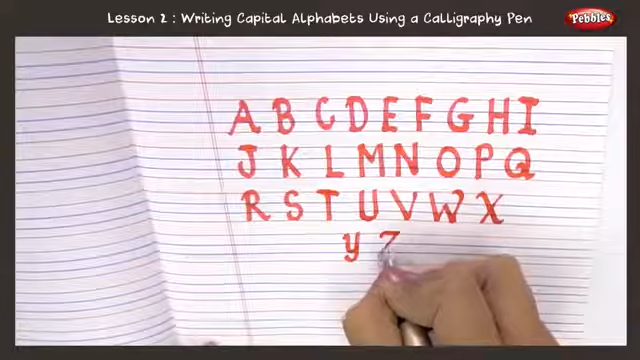 Lesson 2 : Writing Capital Alphabets Using a Calligraphy Pen
Pebbles
A B C D E F G H I
J K L M N O P Q
R S T U V W X
Y Z